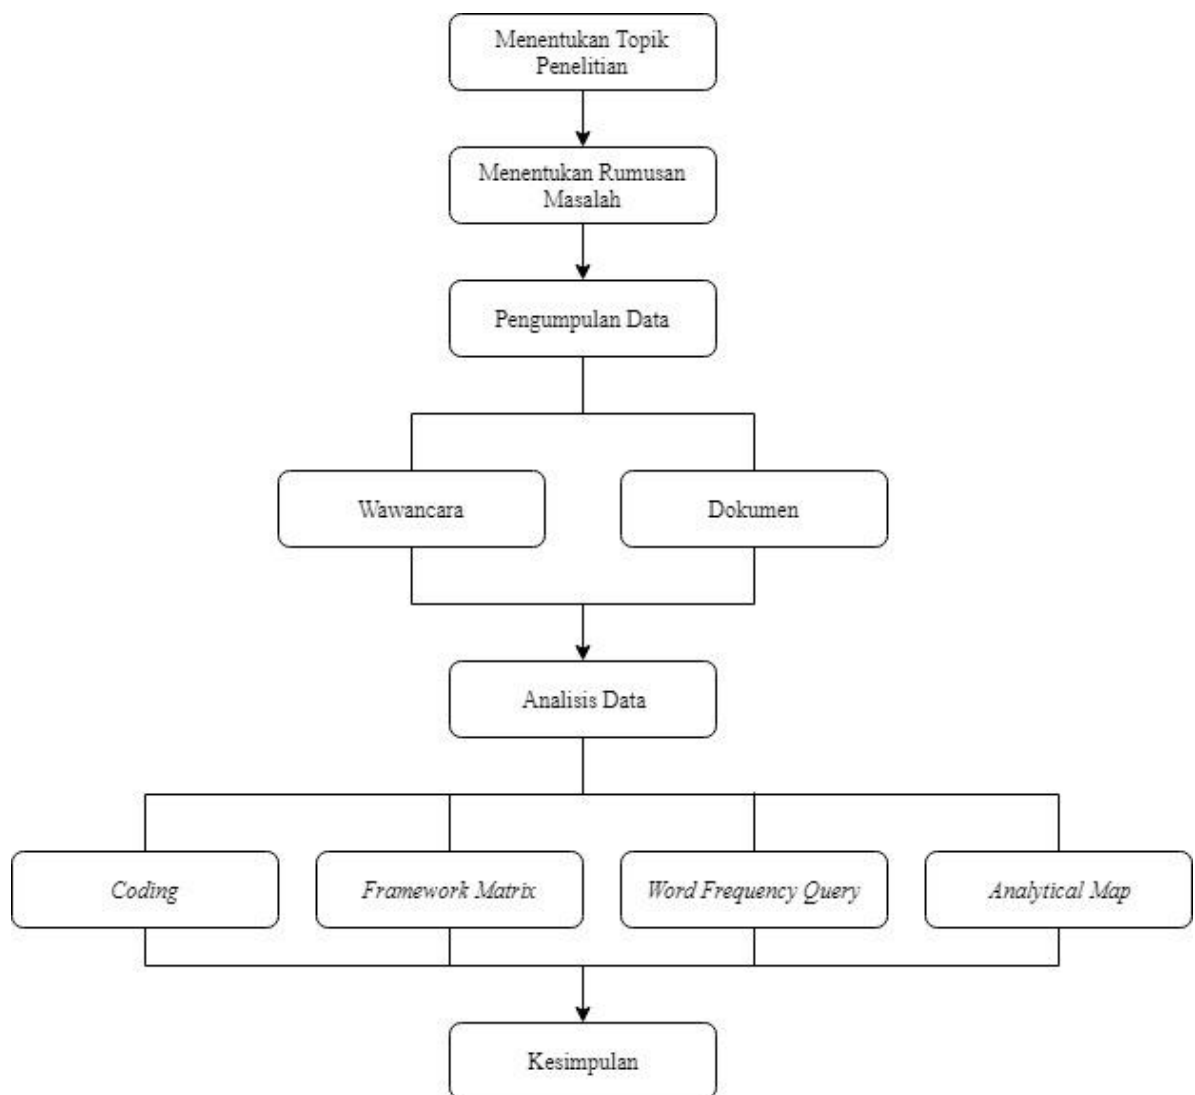 Menentukan Topik
Penelitian
Menentukan Rumusan
Masalah
Pengumpulan Data
Wawancara
Dokumen
Analisis Data
Coding
Framework Matrix
Word Frequency Query
Analytical Map
Kesimpulan